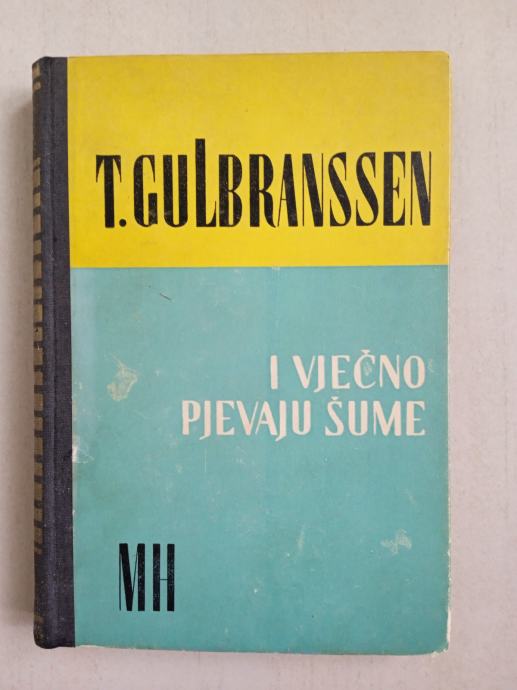 T. GULBRANSSEN
I VJEČNO
PJEVAJU ŠUME
MH